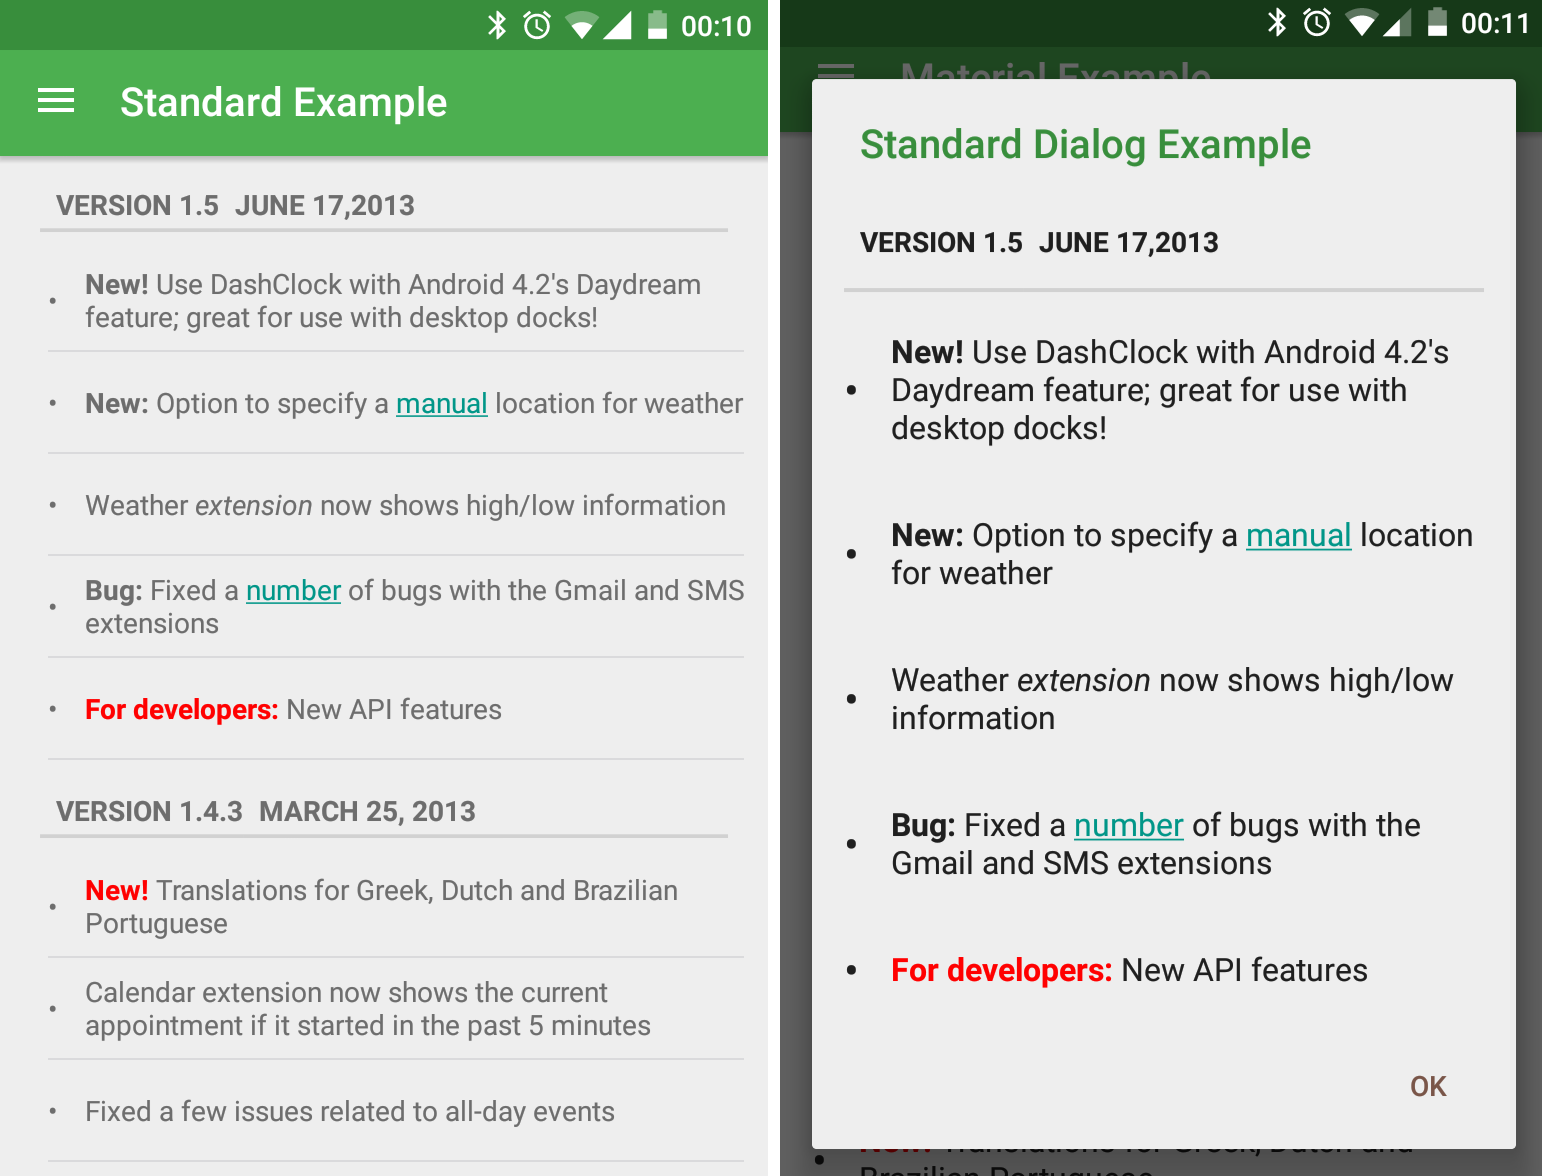 00:10
Standard Example
VERSION 1.5  JUNE 17,2013
• New! Use DashClock with Android 4.2's Daydream
feature; great for use with desktop docks!
• New: Option to specify a manual location for weather
• Weather extension now shows high/low information
• Bug: Fixed a number of bugs with the Gmail and SMS
extensions
• For developers: New API features
VERSION 1.4.3  MARCH 25, 2013
• New! Translations for Greek, Dutch and Brazilian
Portuguese
• Calendar extension now shows the current
appointment if it started in the past 5 minutes
• Fixed a few issues related to all-day events
00:11
Material Example
Standard Dialog Example
VERSION 1.5  JUNE 17,2013
• New! Use DashClock with Android 4.2's
Daydream feature; great for use with
desktop docks!
• New: Option to specify a manual location
for weather
• Weather extension now shows high/low
information
• Bug: Fixed a number of bugs with the
Gmail and SMS extensions
• For developers: New API features
OK
• New! Translations for Greek, Dutch and
Brazilian Portuguese